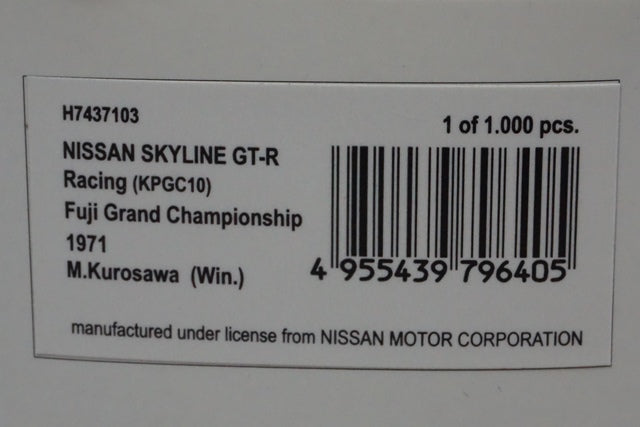 H7437103
1 of 1.000 pcs.
NISSAN SKYLINE GT-R
Racing (KPGC10)
Fuji Grand Championship
1971
M.Kurosawa (Win.)
4 955439 796405
manufactured under license from NISSAN MOTOR CORPORATION